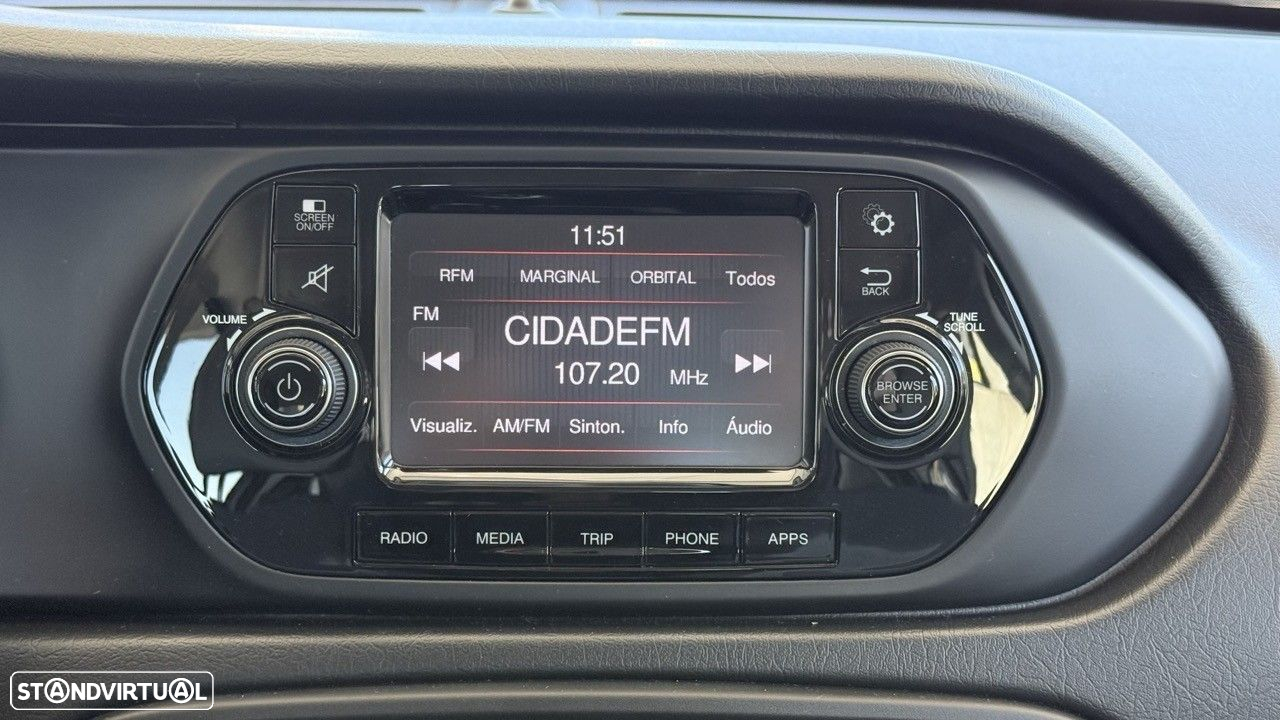 SCREEN
ON/OFF
VOLUME
11:51
RFM MARGINAL ORBITAL Todos
FM
CIDADEFM
107.20 MHz
Visualiz. AM/FM Sinton. Info Áudio
BACK
TUNE
SCROLL
BROWSE
ENTER
RADIO MEDIA TRIP PHONE APPS
STANDVIRTUAL